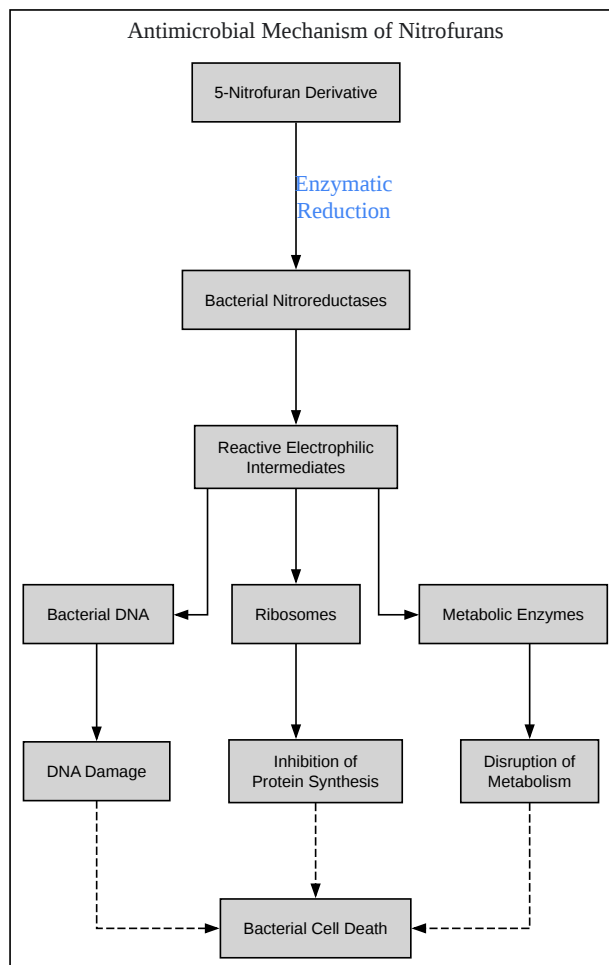 Antimicrobial Mechanism of Nitrofurans
5-Nitrofuran Derivative
Enzymatic
Reduction
Bacterial Nitroreductases
Reactive Electrophilic
Intermediates
Bacterial DNA
Ribosomes
Metabolic Enzymes
DNA Damage
Inhibition of
Protein Synthesis
Disruption of
Metabolism
Bacterial Cell Death